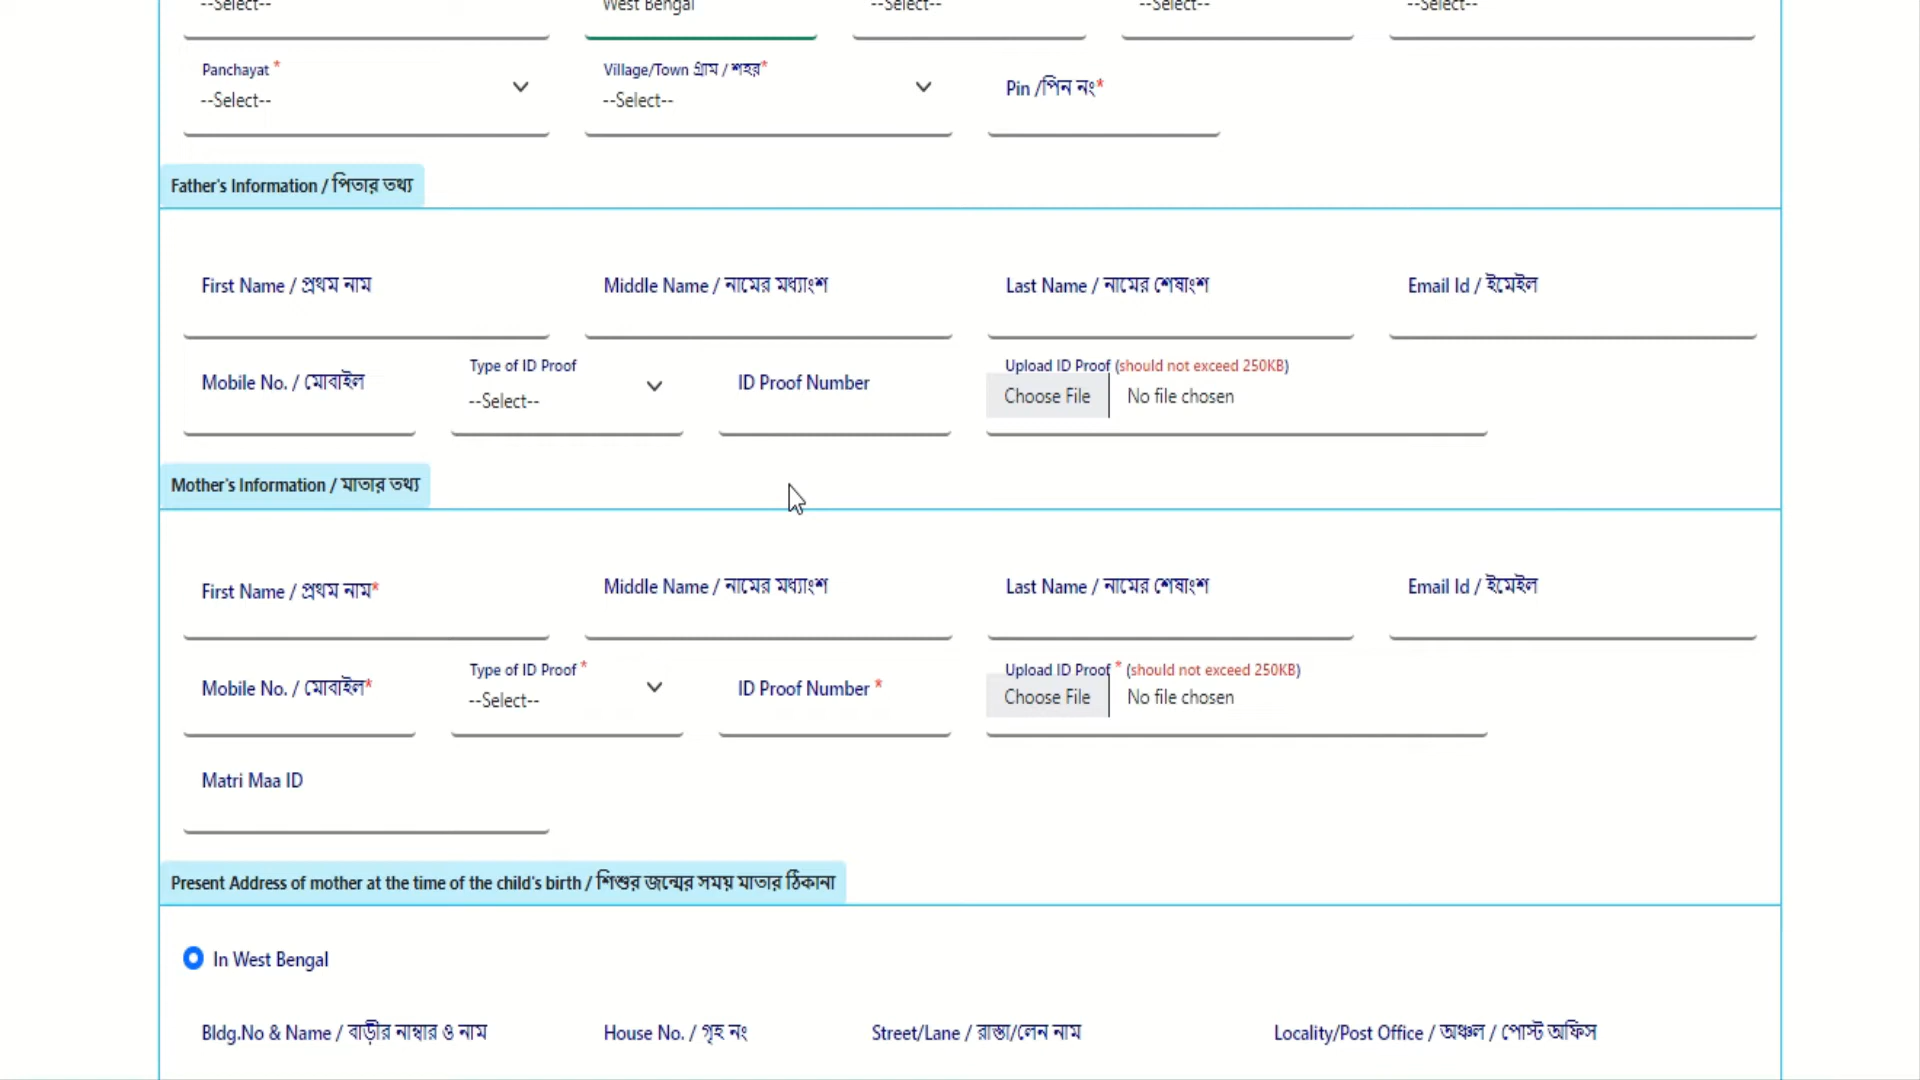 --Select-- West Bengal --Select-- --Select-- --Select--
Panchayat * Village/Town গ্রাম / শহর*
--Select-- --Select-- Pin /পিন নং*
Father's Information / পিতার তথ্য
First Name / প্রথম নাম Middle Name / নামের মধ্যাংশ Last Name / নামের শেষাংশ Email Id / ইমেইল
Type of ID Proof Upload ID Proof (should not exceed 250KB)
Mobile No. / মোবাইল --Select-- ID Proof Number Choose File No file chosen
Mother's Information / মাতার তথ্য
First Name / প্রথম নাম* Middle Name / নামের মধ্যাংশ Last Name / নামের শেষাংশ Email Id / ইমেইল
Type of ID Proof * Upload ID Proof * (should not exceed 250KB)
Mobile No. / মোবাইল* --Select-- ID Proof Number * Choose File No file chosen
Matri Maa ID
Present Address of mother at the time of the child's birth / শিশুর জন্মের সময় মাতার ঠিকানা
In West Bengal
Bldg.No & Name / বাড়ীর নাম্বার ও নাম House No. / গৃহ নং Street/Lane / রাস্তা/লেন নাম Locality/Post Office / অঞ্চল / পোস্ট অফিস